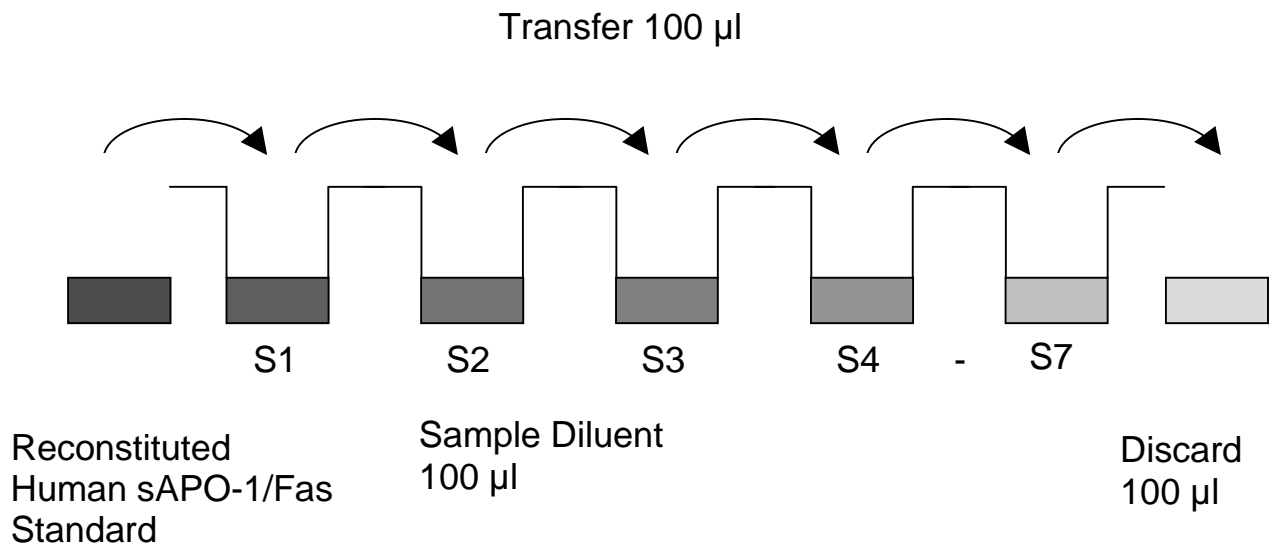 Transfer 100 µl
S1 S2 S3 S4 - S7
Reconstituted
Human sAPO-1/Fas
Standard
Sample Diluent
100 µl
Discard
100 µl